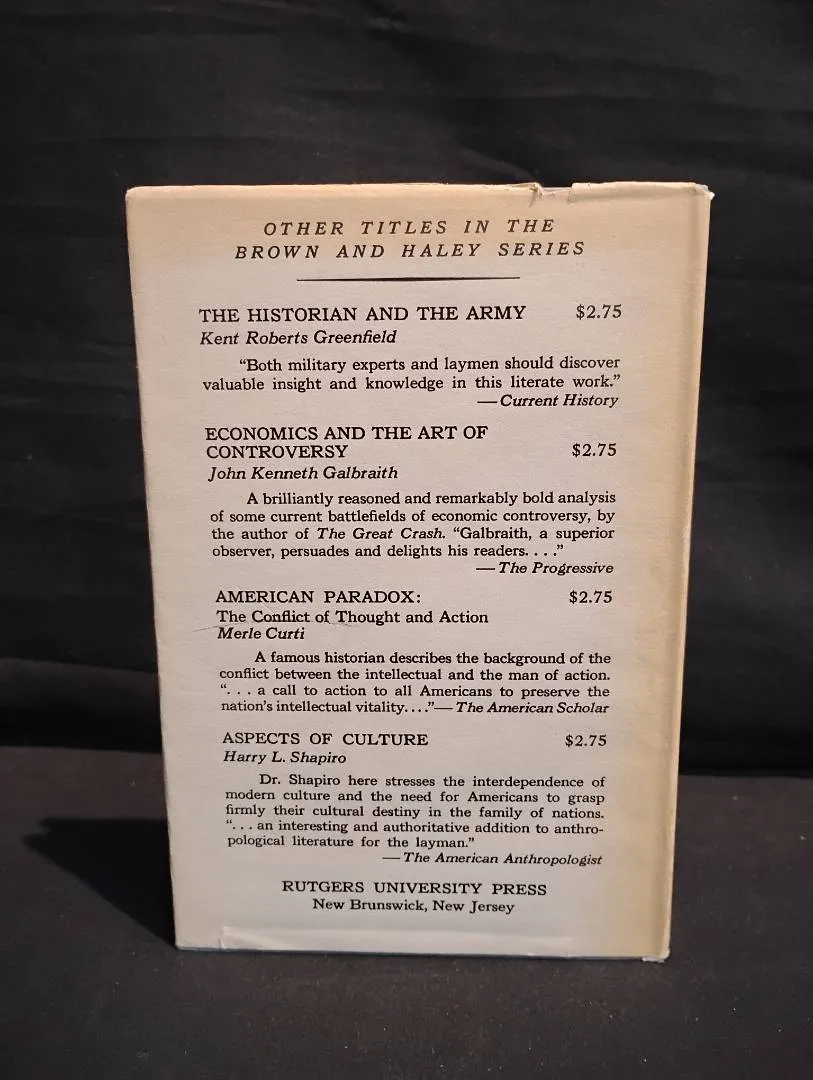 OTHER TITLES IN THE
BROWN AND HALEY SERIES
THE HISTORIAN AND THE ARMY $2.75
Kent Roberts Greenfield
“Both military experts and laymen should discover
valuable insight and knowledge in this literate work.”
— Current History
ECONOMICS AND THE ART OF
CONTROVERSY $2.75
John Kenneth Galbraith
A brilliantly reasoned and remarkably bold analysis
of some current battlefields of economic controversy, by
the author of The Great Crash. “Galbraith, a superior
observer, persuades and delights his readers. . . .”
— The Progressive
AMERICAN PARADOX: $2.75
The Conflict of Thought and Action
Merle Curti
A famous historian describes the background of the
conflict between the intellectual and the man of action.
“. . . a call to action to all Americans to preserve the
nation's intellectual vitality. . . .”— The American Scholar
ASPECTS OF CULTURE $2.75
Harry L. Shapiro
Dr. Shapiro here stresses the interdependence of
modern culture and the need for Americans to grasp
firmly their cultural destiny in the family of nations.
“. . . an interesting and authoritative addition to anthro-
pological literature for the layman.”
— The American Anthropologist
RUTGERS UNIVERSITY PRESS
New Brunswick, New Jersey